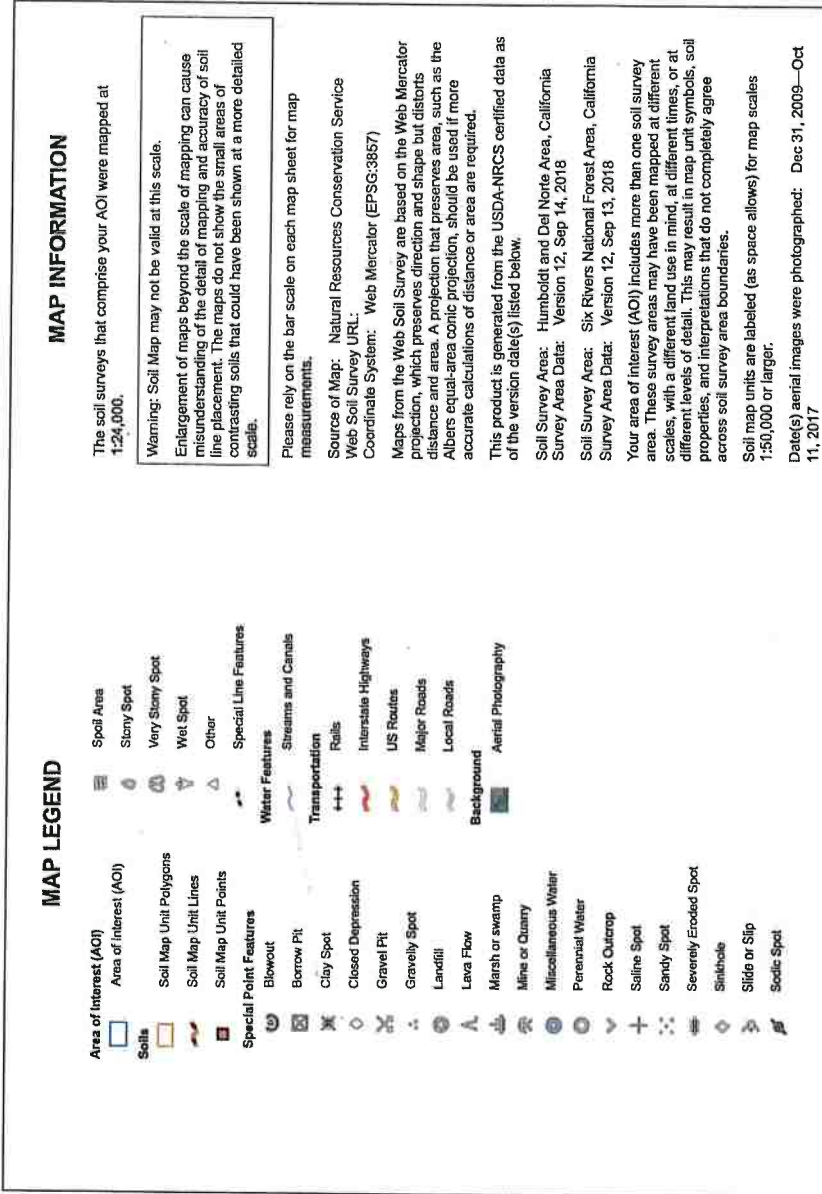 MAP LEGEND
Area of Interest (AOI)
Area of Interest (AOI)
Soils
Soil Map Unit Polygons
Soil Map Unit Lines
Soil Map Unit Points
Special Point Features
Blowout
Borrow Pit
Clay Spot
Closed Depression
Gravel Pit
Gravelly Spot
Landfill
Lava Flow
Marsh or swamp
Mine or Quarry
Miscellaneous Water
Perennial Water
Rock Outcrop
Saline Spot
Sandy Spot
Severely Eroded Spot
Sinkhole
Slide or Slip
Sodic Spot
Spoil Area
Stony Spot
Very Stony Spot
Wet Spot
Other
Special Line Features
Water Features
Streams and Canals
Transportation
Rails
Interstate Highways
US Routes
Major Roads
Local Roads
Background
Aerial Photography
MAP INFORMATION
The soil surveys that comprise your AOI were mapped at
1:24,000.
Warning: Soil Map may not be valid at this scale.
Enlargement of maps beyond the scale of mapping can cause
misunderstanding of the detail of mapping and accuracy of soil
line placement. The maps do not show the small areas of
contrasting soils that could have been shown at a more detailed
scale.
Please rely on the bar scale on each map sheet for map
measurements.
Source of Map: Natural Resources Conservation Service
Web Soil Survey URL:
Coordinate System: Web Mercator (EPSG:3857)
Maps from the Web Soil Survey are based on the Web Mercator
projection, which preserves direction and shape but distorts
distance and area. A projection that preserves area, such as the
Albers equal-area conic projection, should be used if more
accurate calculations of distance or area are required.
This product is generated from the USDA-NRCS certified data as
of the version date(s) listed below.
Soil Survey Area: Humboldt and Del Norte Area, California
Survey Area Data: Version 12, Sep 14, 2018
Soil Survey Area: Six Rivers National Forest Area, California
Survey Area Data: Version 12, Sep 13, 2018
Your area of interest (AOI) includes more than one soil survey
area. These survey areas may have been mapped at different
scales, with a different land use in mind, at different times, or at
different levels of detail. This may result in map unit symbols, soil
properties, and interpretations that do not completely agree
across soil survey area boundaries.
Soil map units are labeled (as space allows) for map scales
1:50,000 or larger.
Date(s) aerial images were photographed: Dec 31, 2009—Oct
11, 2017